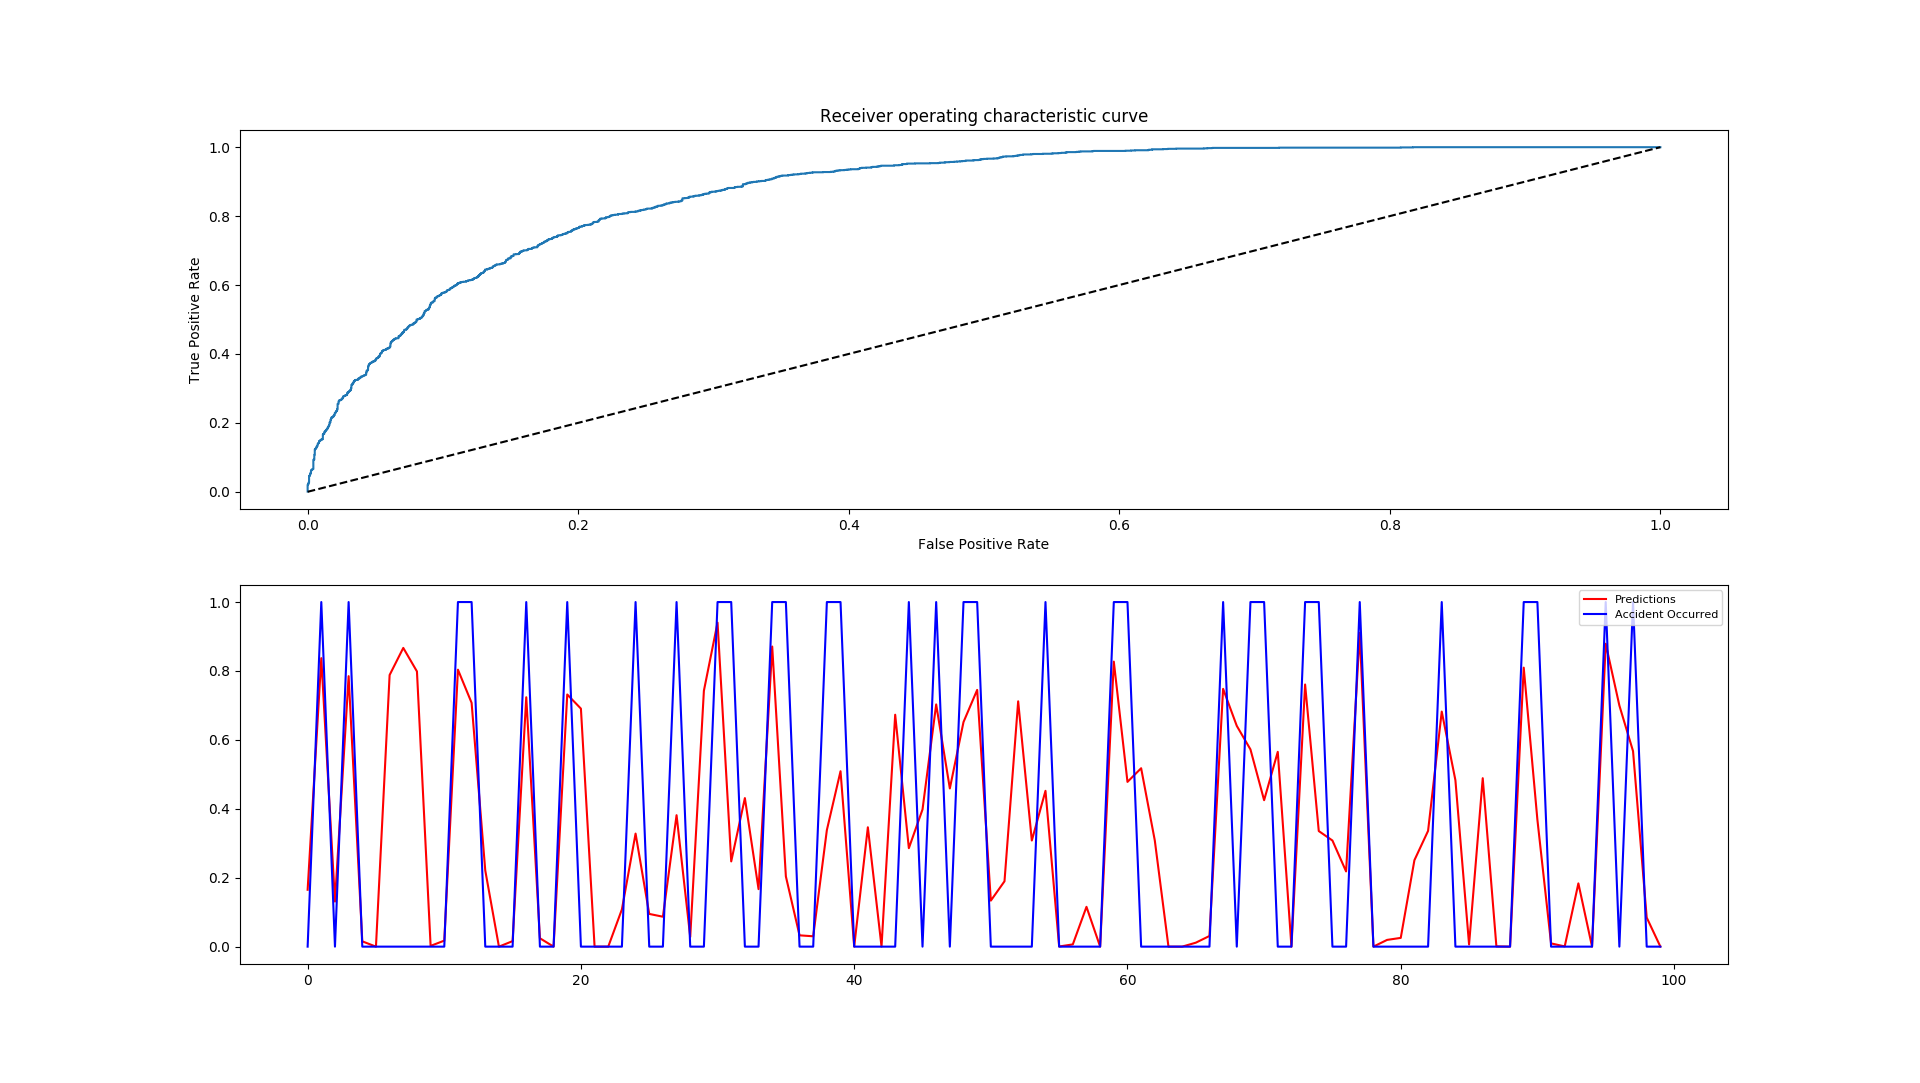 Receiver operating characteristic curve
1.0
0.8
0.6
0.4
0.2
0.0
True Positive Rate
0.0 0.2 0.4 0.6 0.8 1.0
False Positive Rate
1.0
0.8
0.6
0.4
0.2
0.0
Predictions
Accident Occurred
0 20 40 60 80 100